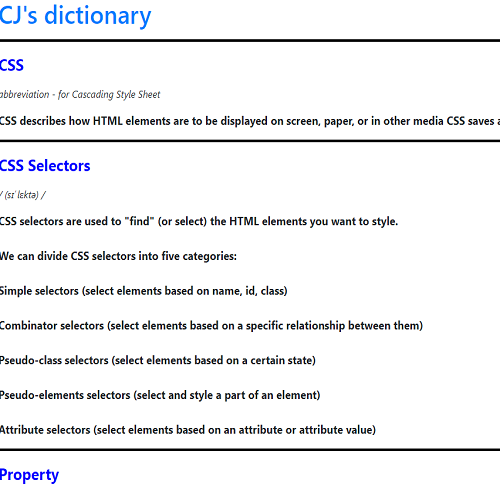 CJ's dictionary
CSS
abbreviation - for Cascading Style Sheet
CSS describes how HTML elements are to be displayed on screen, paper, or in other media CSS saves a
CSS Selectors
/ (sɪˈlɛktə) /
CSS selectors are used to "find" (or select) the HTML elements you want to style.
We can divide CSS selectors into five categories:
Simple selectors (select elements based on name, id, class)
Combinator selectors (select elements based on a specific relationship between them)
Pseudo-class selectors (select elements based on a certain state)
Pseudo-elements selectors (select and style a part of an element)
Attribute selectors (select elements based on an attribute or attribute value)
Property